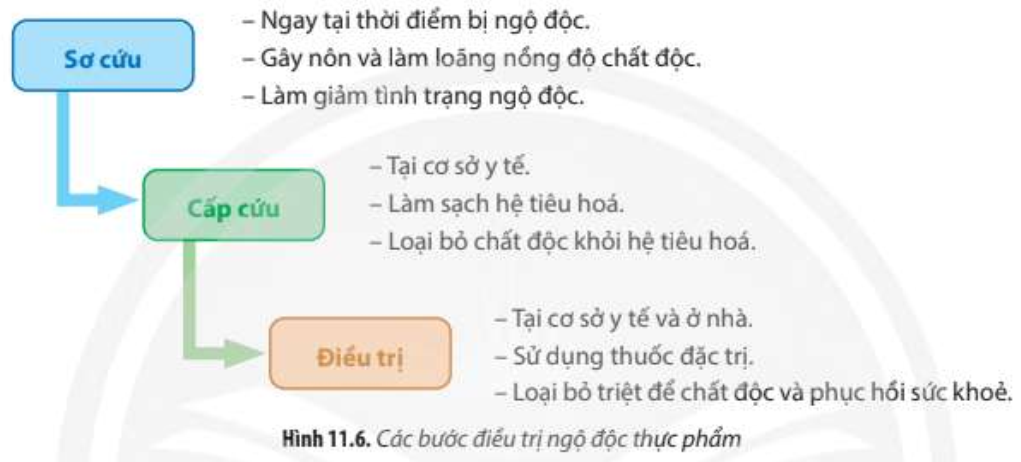 Sơ cứu
– Ngay tại thời điểm bị ngộ độc.
– Gây nôn và làm loãng nồng độ chất độc.
– Làm giảm tình trạng ngộ độc.
Cấp cứu
– Tại cơ sở y tế.
– Làm sạch hệ tiêu hoá.
– Loại bỏ chất độc khỏi hệ tiêu hoá.
Điều trị
– Tại cơ sở y tế và ở nhà.
– Sử dụng thuốc đặc trị.
– Loại bỏ triệt để chất độc và phục hồi sức khoẻ.
Hình 11.6. Các bước điều trị ngộ độc thực phẩm